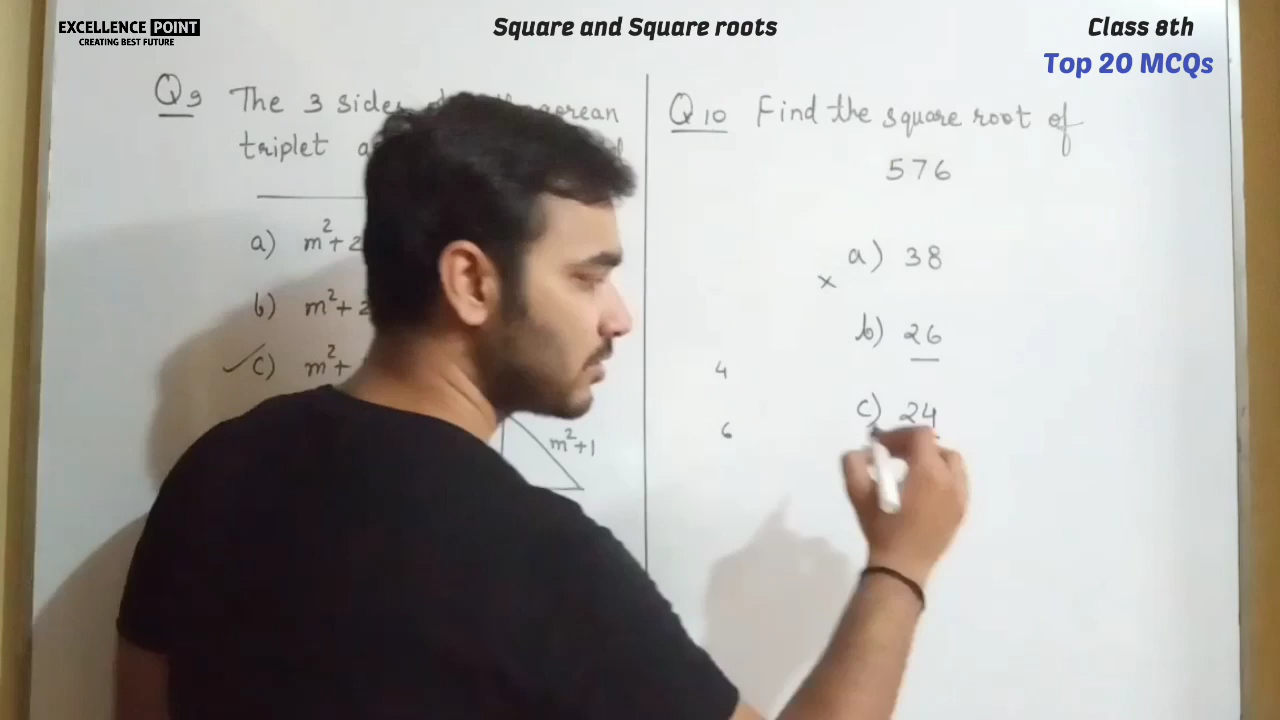 EXCELLENCE POINT
CREATING BEST FUTURE
Square and Square roots
Class 8th
Top 20 MCQs
Q9 The 3 sides
triplet
a) m²+2
b) m²+2
c) m²+
m²+1
Q10 Find the square root of
576
a) 38
×
b) 26
4
c) 24
6